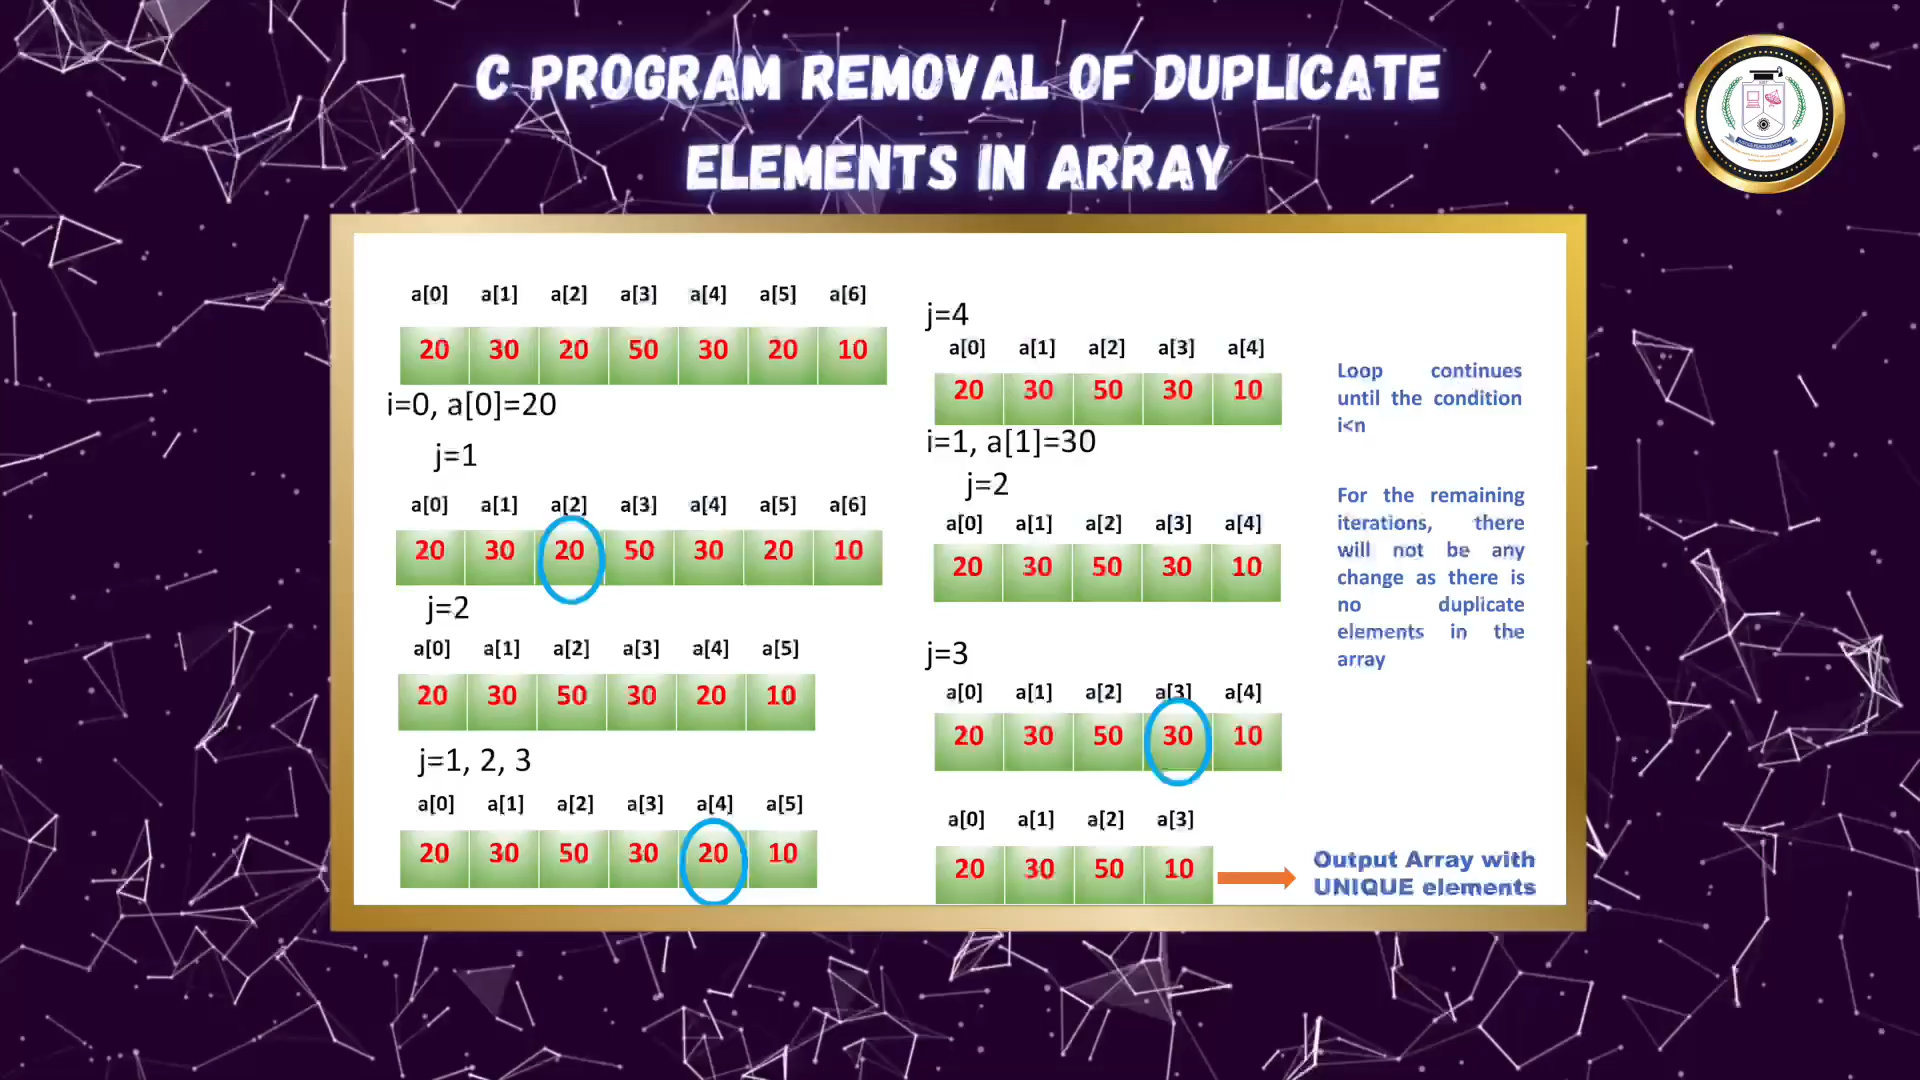 C PROGRAM REMOVAL OF DUPLICATE
ELEMENTS IN ARRAY
a[0] a[1] a[2] a[3] a[4] a[5] a[6]
20 30 20 50 30 20 10
i=0, a[0]=20
j=1
a[0] a[1] a[2] a[3] a[4] a[5] a[6]
20 30 20 50 30 20 10
j=2
a[0] a[1] a[2] a[3] a[4] a[5]
20 30 50 30 20 10
j=1, 2, 3
a[0] a[1] a[2] a[3] a[4] a[5]
20 30 50 30 20 10
j=4
a[0] a[1] a[2] a[3] a[4]
20 30 50 30 10
i=1, a[1]=30
j=2
a[0] a[1] a[2] a[3] a[4]
20 30 50 30 10
j=3
a[0] a[1] a[2] a[3] a[4]
20 30 50 30 10
a[0] a[1] a[2] a[3]
20 30 50 10
Loop continues
until the condition
i<n
For the remaining
iterations, there
will not be any
change as there is
no duplicate
elements in the
array
Output Array with
UNIQUE elements